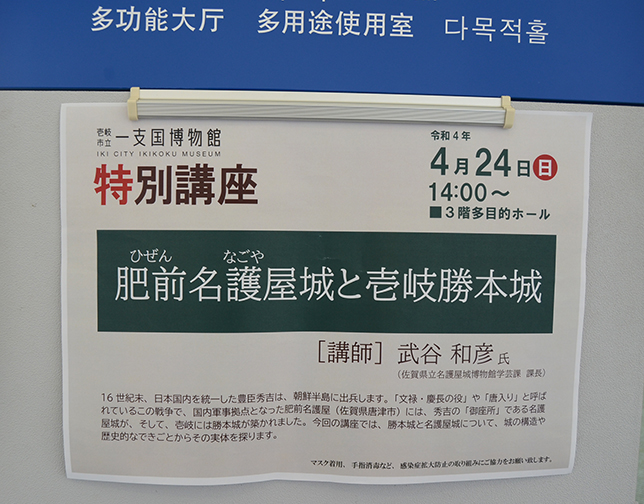 多功能大厅 多用途使用室 다목적홀
壱岐市立 一支国博物館
IKI CITY IKIKOKU MUSEUM
特別講座
令和4年
4月24日日
14:00～
■3階多目的ホール
ひぜん なごや
肥前名護屋城と壱岐勝本城
［講師］ 武谷 和彦 氏
（佐賀県立名護屋城博物館学芸課 課長）
16世紀末、日本国内を統一した豊臣秀吉は、朝鮮半島に出兵します。「文禄・慶長の役」や「唐入り」と呼ば
れているこの戦争で、国内軍事拠点となった肥前名護屋（佐賀県唐津市）には、秀吉の「御座所」である名護
屋城が、そして、壱岐には勝本城が築かれました。今回の講座では、勝本城と名護屋城について、城の構造や
歴史的なできごとからその実体を探ります。
マスク着用、手指消毒など、感染症拡大防止の取り組みにご協力をお願い致します。